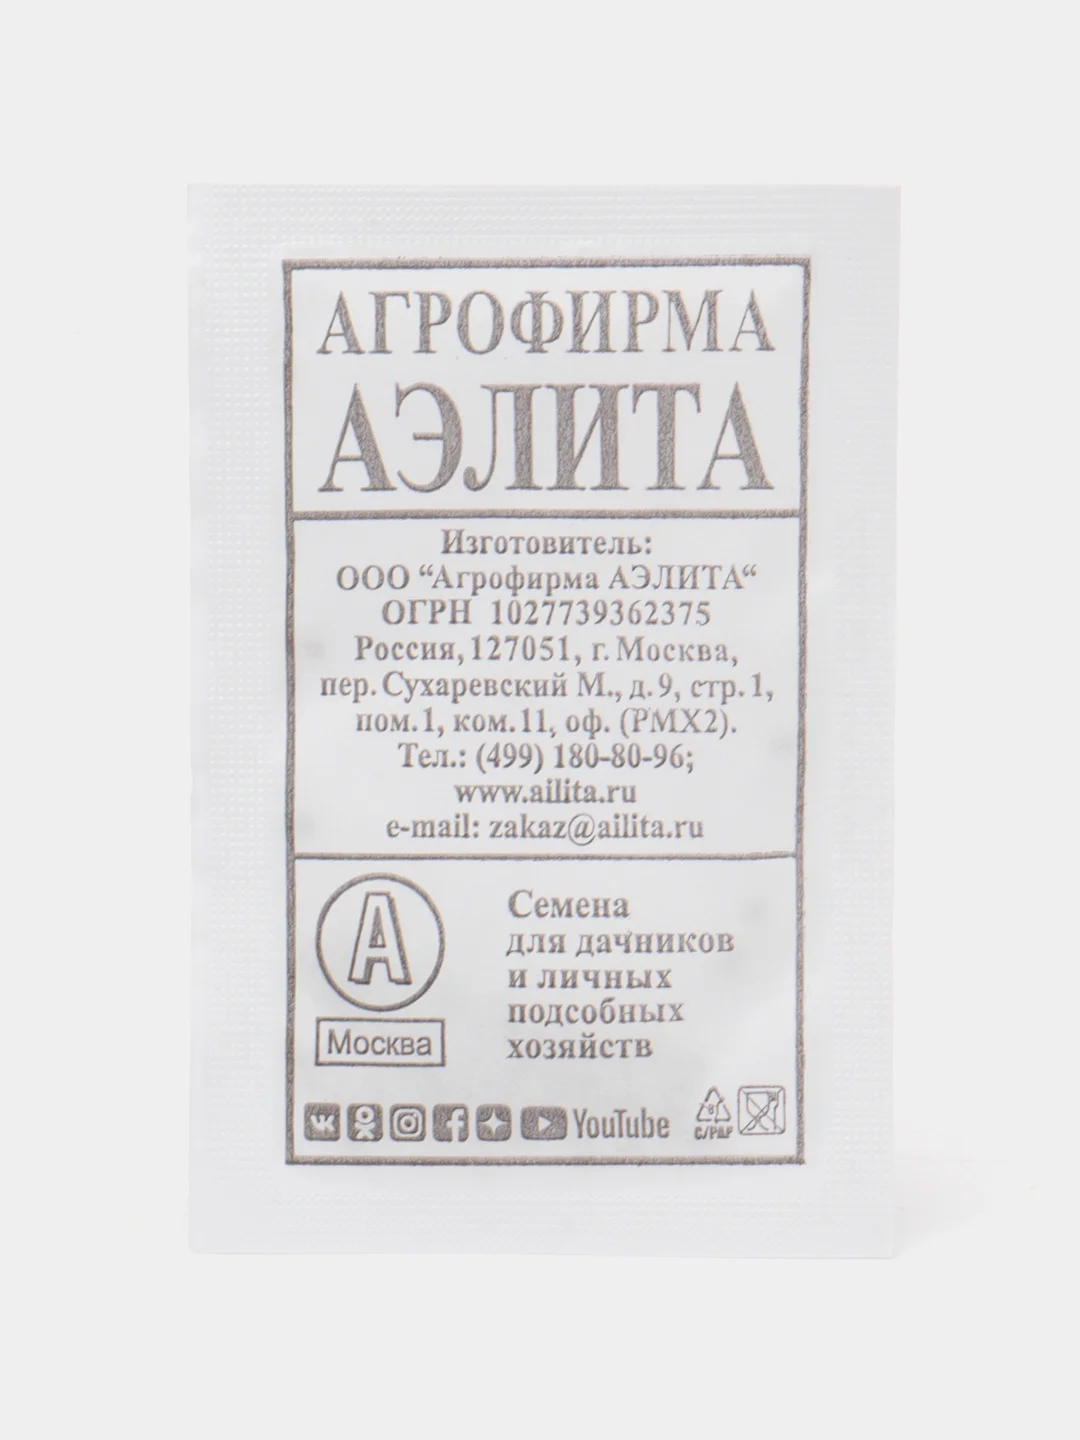 АГРОФИРМА
АЭЛИТА
Изготовитель:
ООО “Агрофирма АЭЛИТА“
ОГРН 1027739362375
Россия, 127051, г. Москва,
пер. Сухаревский М., д. 9, стр. 1,
пом. 1, ком. 11, оф. (РМХ2).
Тел.: (499) 180-80-96;
www.ailita.ru
e-mail: zakaz@ailita.ru
А
Москва
Семена
для дачников
и личных
подсобных
хозяйств
YouTube
81
C/PAP